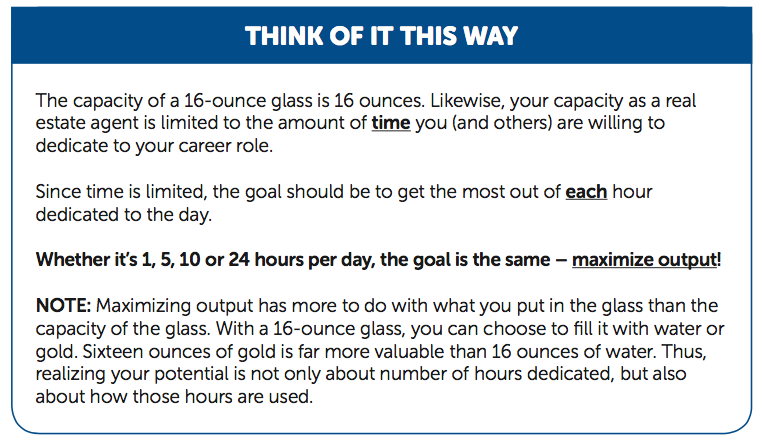 THINK OF IT THIS WAY
The capacity of a 16-ounce glass is 16 ounces. Likewise, your capacity as a real
estate agent is limited to the amount of time you (and others) are willing to
dedicate to your career role.
Since time is limited, the goal should be to get the most out of each hour
dedicated to the day.
Whether it’s 1, 5, 10 or 24 hours per day, the goal is the same – maximize output!
NOTE: Maximizing output has more to do with what you put in the glass than the
capacity of the glass. With a 16-ounce glass, you can choose to fill it with water or
gold. Sixteen ounces of gold is far more valuable than 16 ounces of water. Thus,
realizing your potential is not only about number of hours dedicated, but also
about how those hours are used.